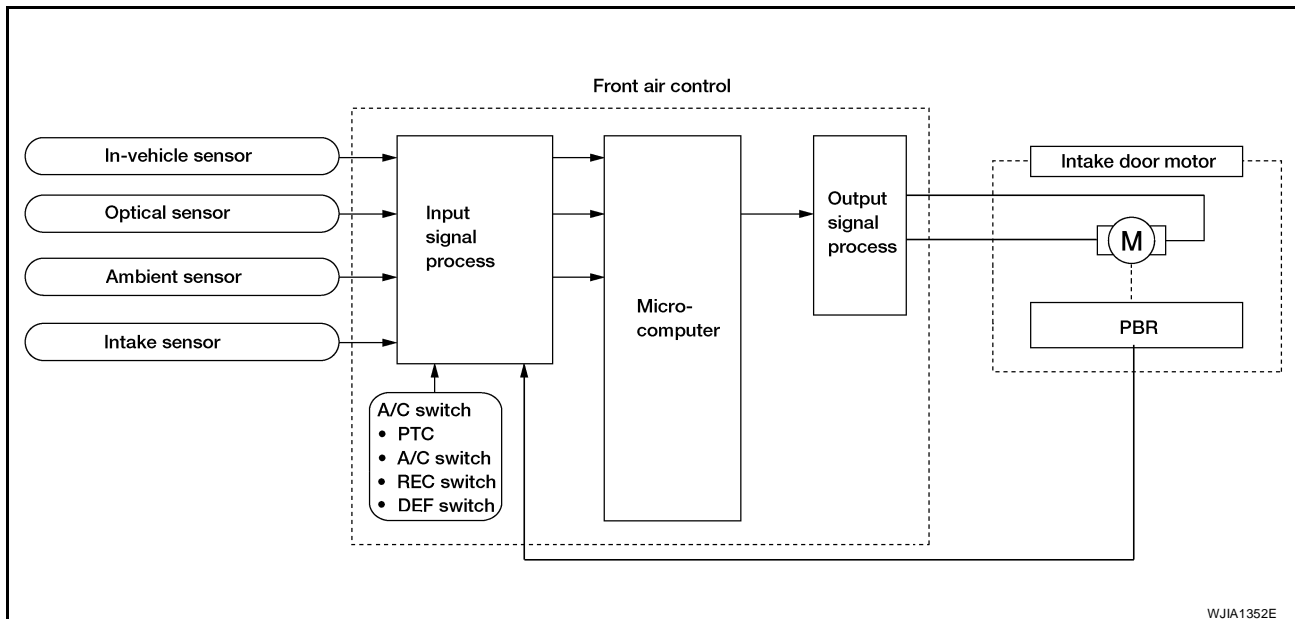 Front air control
In-vehicle sensor
Optical sensor
Ambient sensor
Intake sensor
Input
signal
process
A/C switch
• PTC
• A/C switch
• REC switch
• DEF switch
Micro-
computer
Output
signal
process
Intake door motor
M
PBR
WJIA1352E